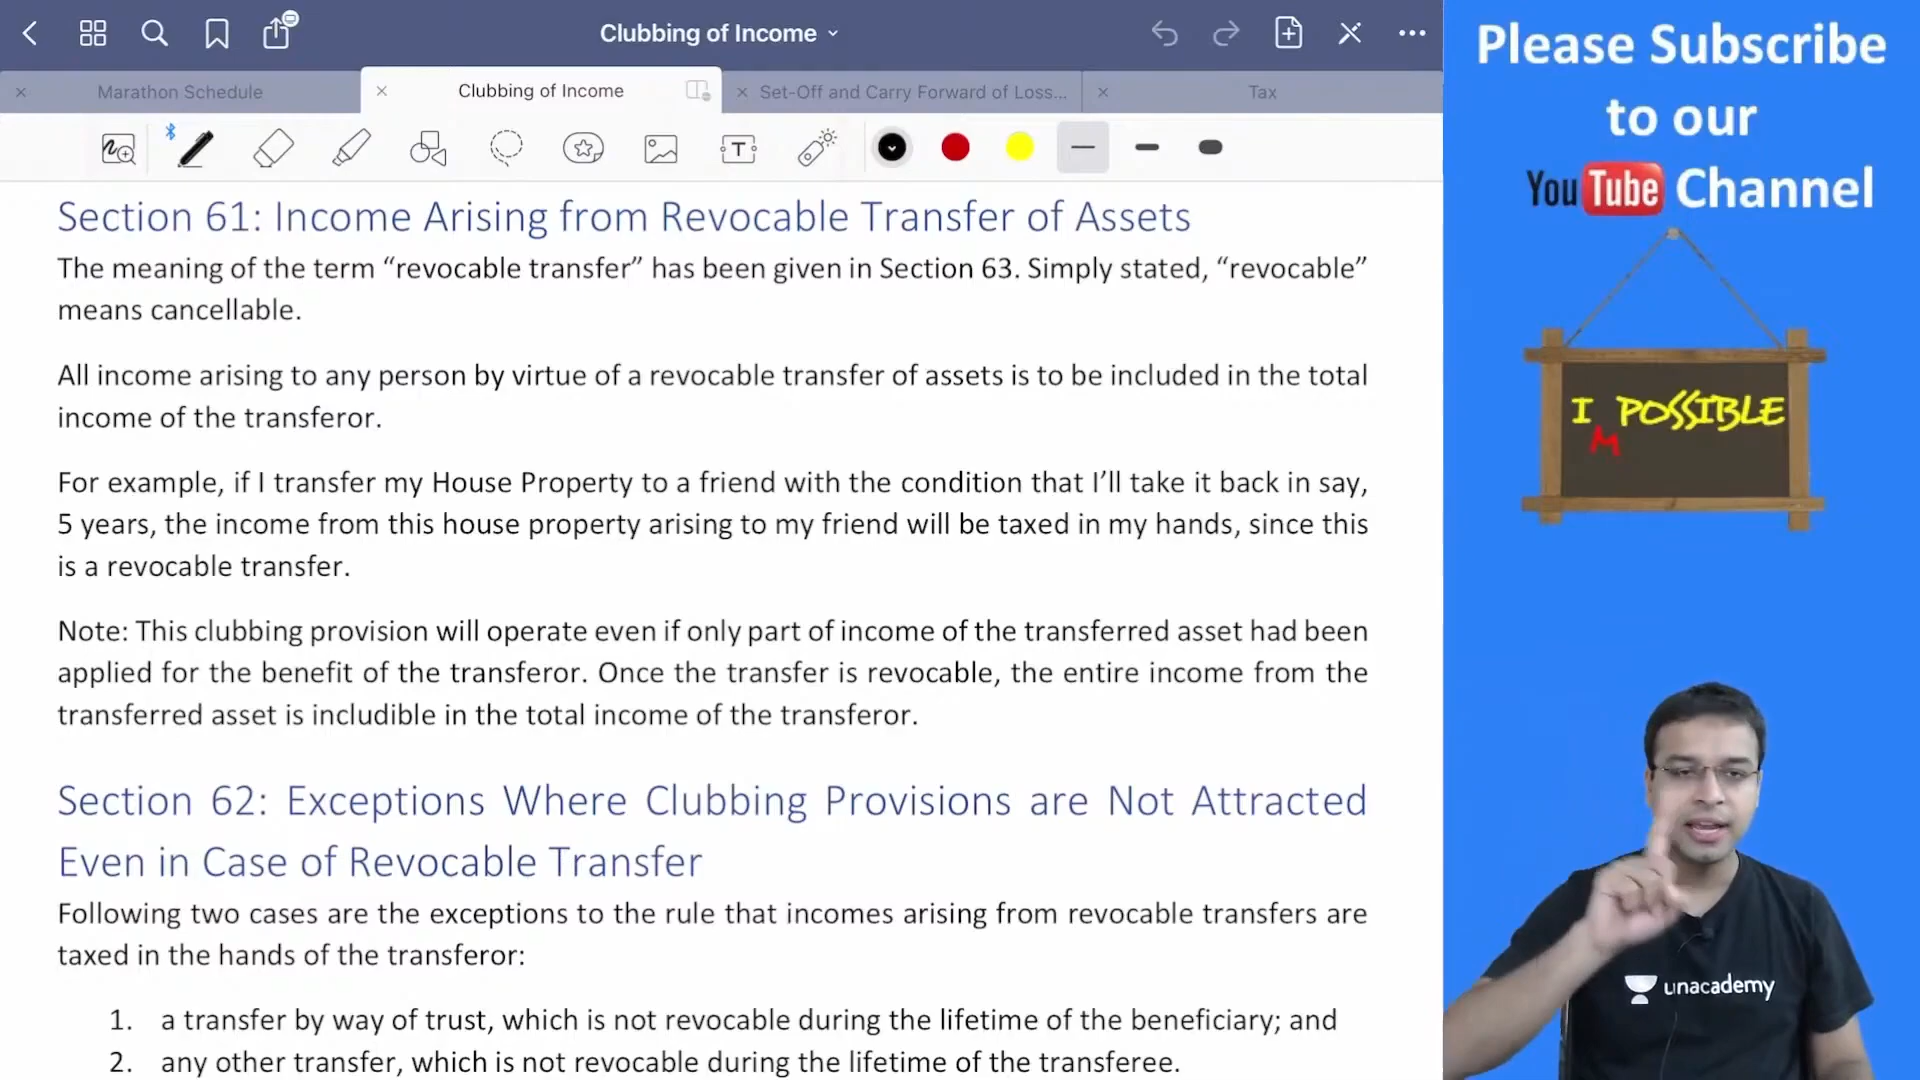 Clubbing of Income
Marathon Schedule
Clubbing of Income
Set-Off and Carry Forward of Loss...
Tax
T
Section 61: Income Arising from Revocable Transfer of Assets
The meaning of the term “revocable transfer” has been given in Section 63. Simply stated, “revocable”
means cancellable.
All income arising to any person by virtue of a revocable transfer of assets is to be included in the total
income of the transferor.
For example, if I transfer my House Property to a friend with the condition that I’ll take it back in say,
5 years, the income from this house property arising to my friend will be taxed in my hands, since this
is a revocable transfer.
Note: This clubbing provision will operate even if only part of income of the transferred asset had been
applied for the benefit of the transferor. Once the transfer is revocable, the entire income from the
transferred asset is includible in the total income of the transferor.
Section 62: Exceptions Where Clubbing Provisions are Not Attracted
Even in Case of Revocable Transfer
Following two cases are the exceptions to the rule that incomes arising from revocable transfers are
taxed in the hands of the transferor:
1. a transfer by way of trust, which is not revocable during the lifetime of the beneficiary; and
2. any other transfer, which is not revocable during the lifetime of the transferee.
Please Subscribe
to our
YouTube Channel
I POSSIBLE
M
unacademy